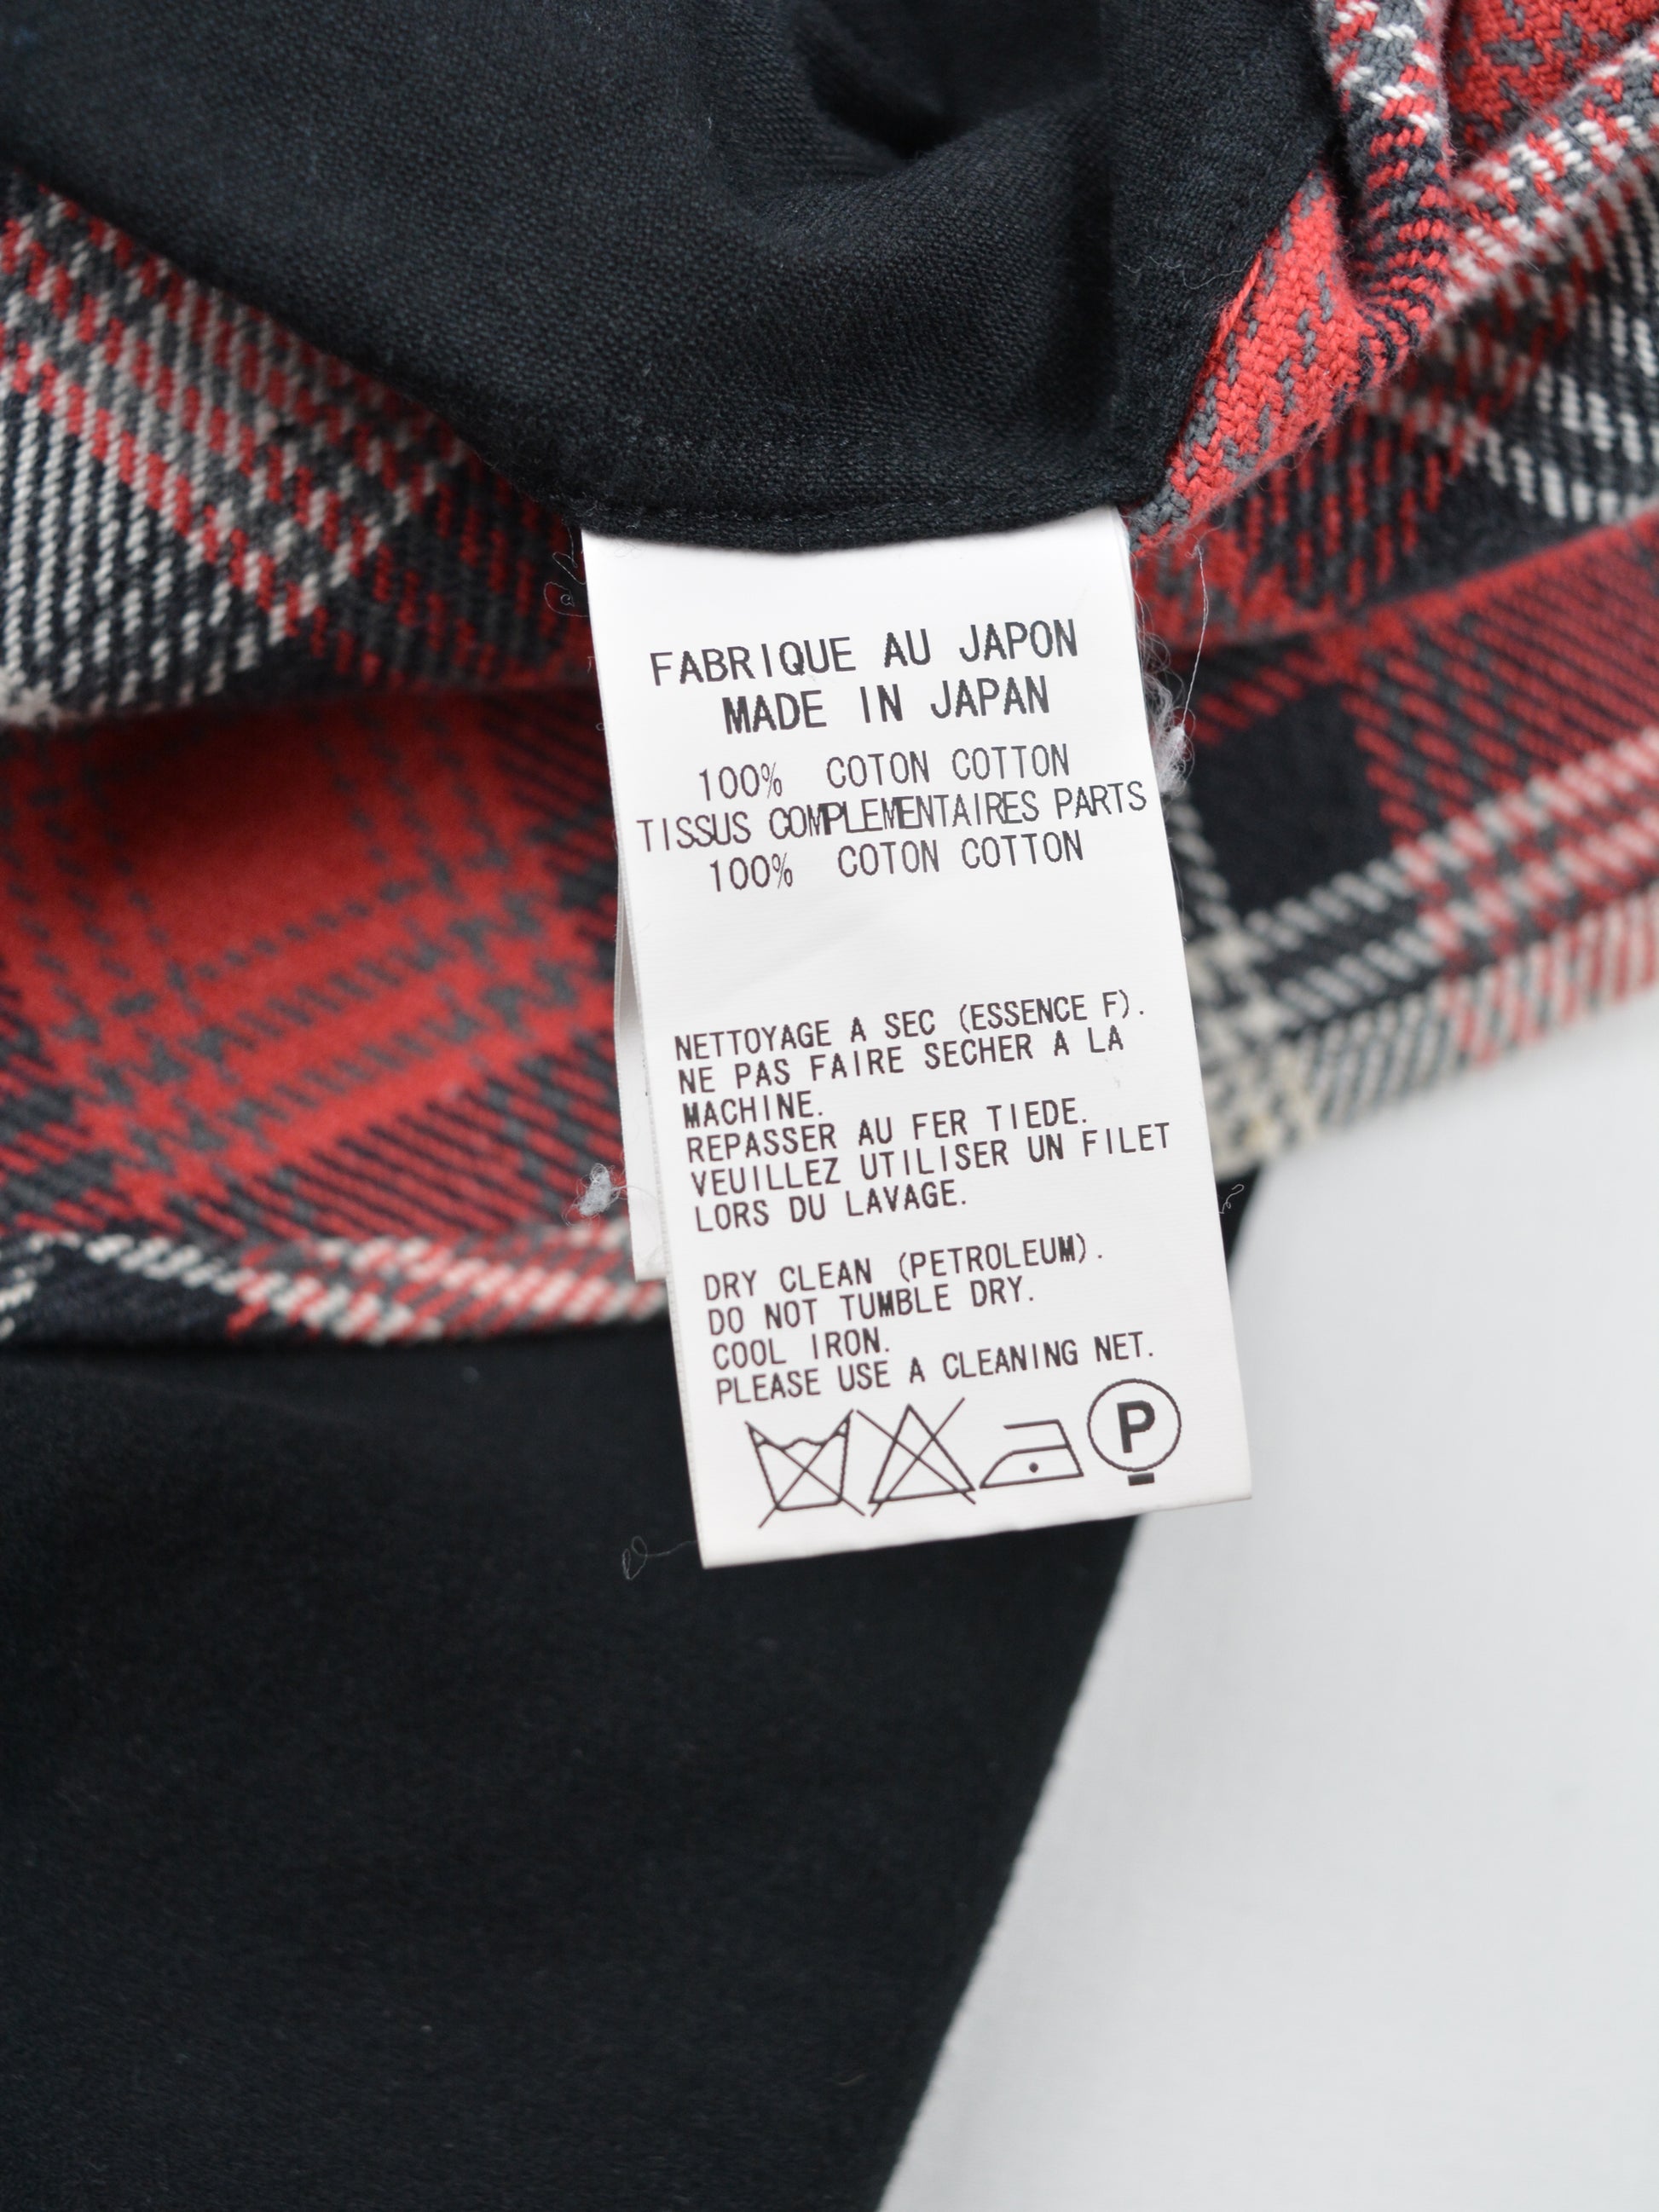 FABRIQUE AU JAPON
MADE IN JAPAN
100% COTON COTTON
TISSUS COMPLEMENTAIRES PARTS
100% COTON COTTON
NETTOYAGE A SEC (ESSENCE F).
NE PAS FAIRE SECHER A LA
MACHINE.
REPASSER AU FER TIEDE.
VEUILLEZ UTILISER UN FILET
LORS DU LAVAGE.
DRY CLEAN (PETROLEUM).
DO NOT TUMBLE DRY.
COOL IRON.
PLEASE USE A CLEANING NET.
P